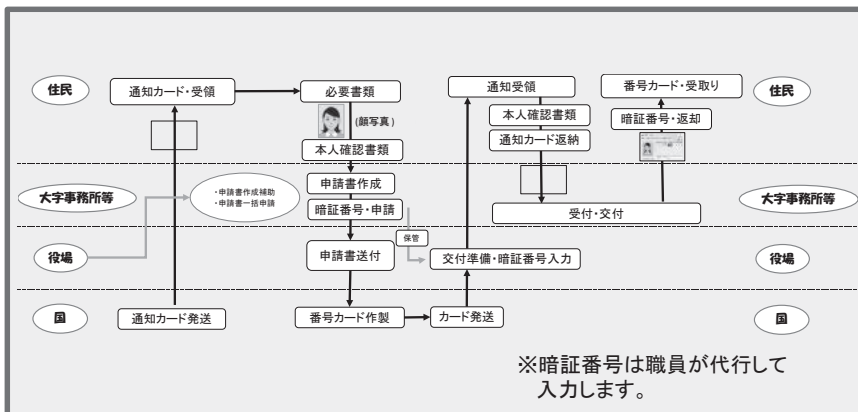 住民
通知カード・受領
必要書類
(顔写真)
本人確認書類
通知受領
本人確認書類
通知カード返納
番号カード・受取り
暗証番号・返却
住民
大字事務所等
・申請書作成補助
・申請書一括申請
申請書作成
暗証番号・申請
受付・交付
大字事務所等
役場
保管
申請書送付
交付準備・暗証番号入力
役場
国
通知カード発送
番号カード作製
カード発送
国
※暗証番号は職員が代行して
入力します。